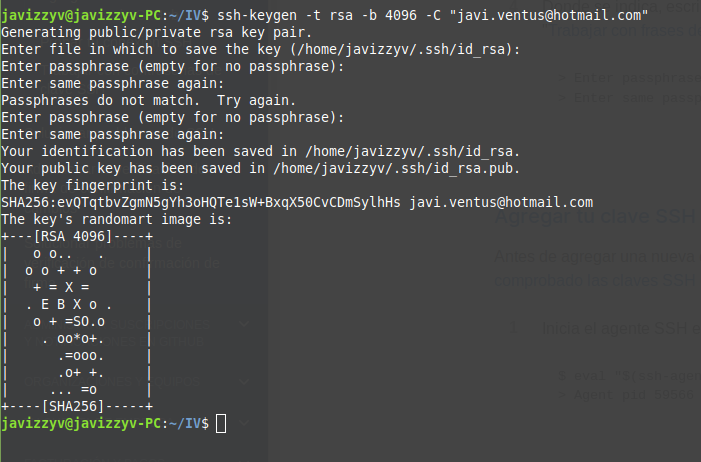 javizzyv@javizzyv-PC:~/IV$ ssh-keygen -t rsa -b 4096 -C "javi.ventus@hotmail.com"
Generating public/private rsa key pair.
Enter file in which to save the key (/home/javizzyv/.ssh/id_rsa):
Enter passphrase (empty for no passphrase):
Enter same passphrase again:
Passphrases do not match.  Try again.
Enter passphrase (empty for no passphrase):
Enter same passphrase again:
Your identification has been saved in /home/javizzyv/.ssh/id_rsa.
Your public key has been saved in /home/javizzyv/.ssh/id_rsa.pub.
The key fingerprint is:
SHA256:evQTqtbvZgmN5gYh3oHQTe1sW+BxqX50CvCDmSylhHs javi.ventus@hotmail.com
The key's randomart image is:
+---[RSA 4096]----+
|   o o..   .     |
|  o o + + o      |
|   + = X =       |
|  . E B X o .    |
|   o + =SO.o     |
|    . oo*o+.     |
|      .=ooo.     |
|      .o+ +.     |
|     ... =o      |
+----[SHA256]-----+
javizzyv@javizzyv-PC:~/IV$
Enter passphrase
Enter same passp
Agregar tu clave SSH
Antes de agregar una nueva
comprobado las claves SSH
Inicia el agente SSH e